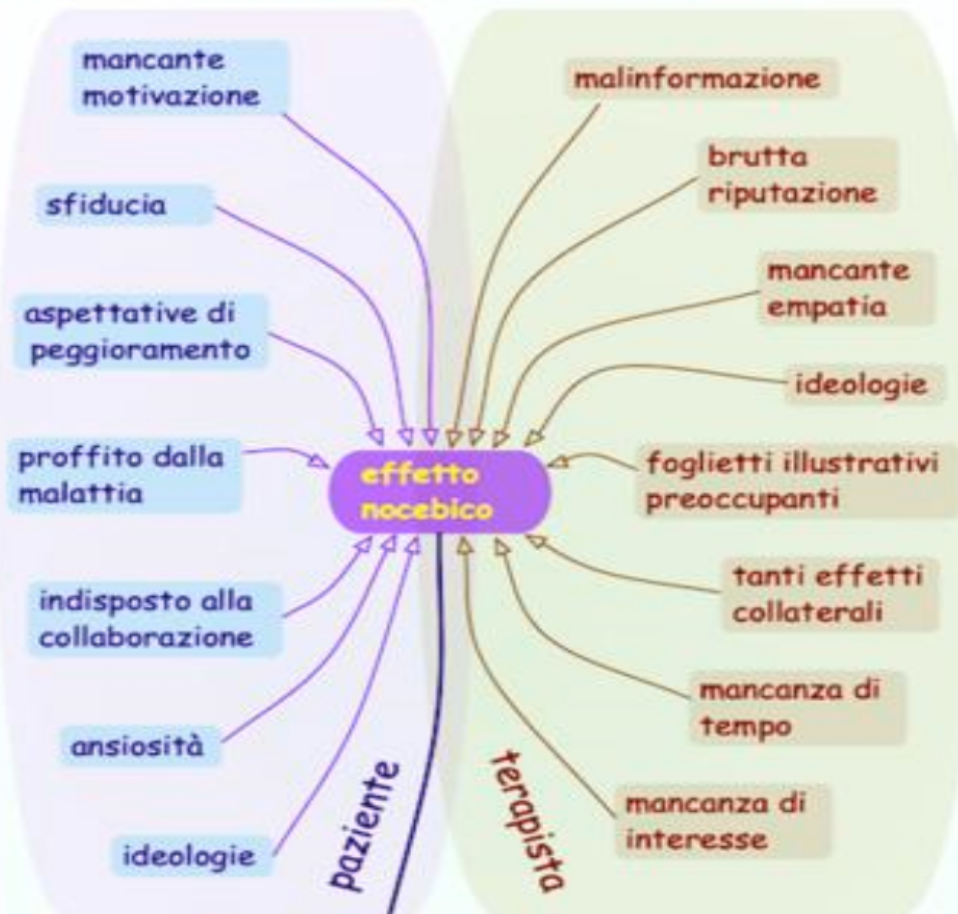 mancante
motivazione
sfiducia
aspettative di
peggioramento
proffito dalla
malattia
indisposto alla
collaborazione
ansiosità
ideologie
paziente
effetto
nocebico
malinformazione
brutta
riputazione
mancante
empatia
ideologie
foglietti illustrativi
preoccupanti
tanti effetti
collaterali
mancanza di
tempo
mancanza di
interesse
terapista